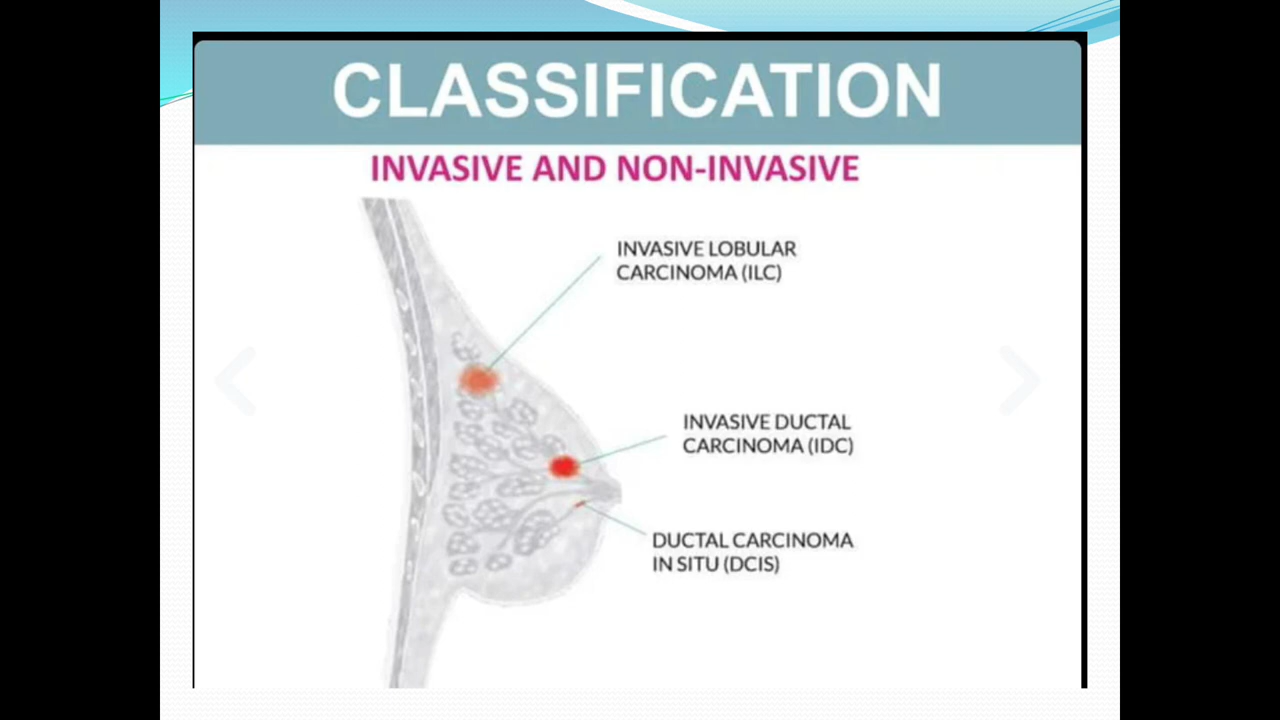 CLASSIFICATION
INVASIVE AND NON-INVASIVE
INVASIVE LOBULAR
CARCINOMA (ILC)
INVASIVE DUCTAL
CARCINOMA (IDC)
DUCTAL CARCINOMA
IN SITU (DCIS)